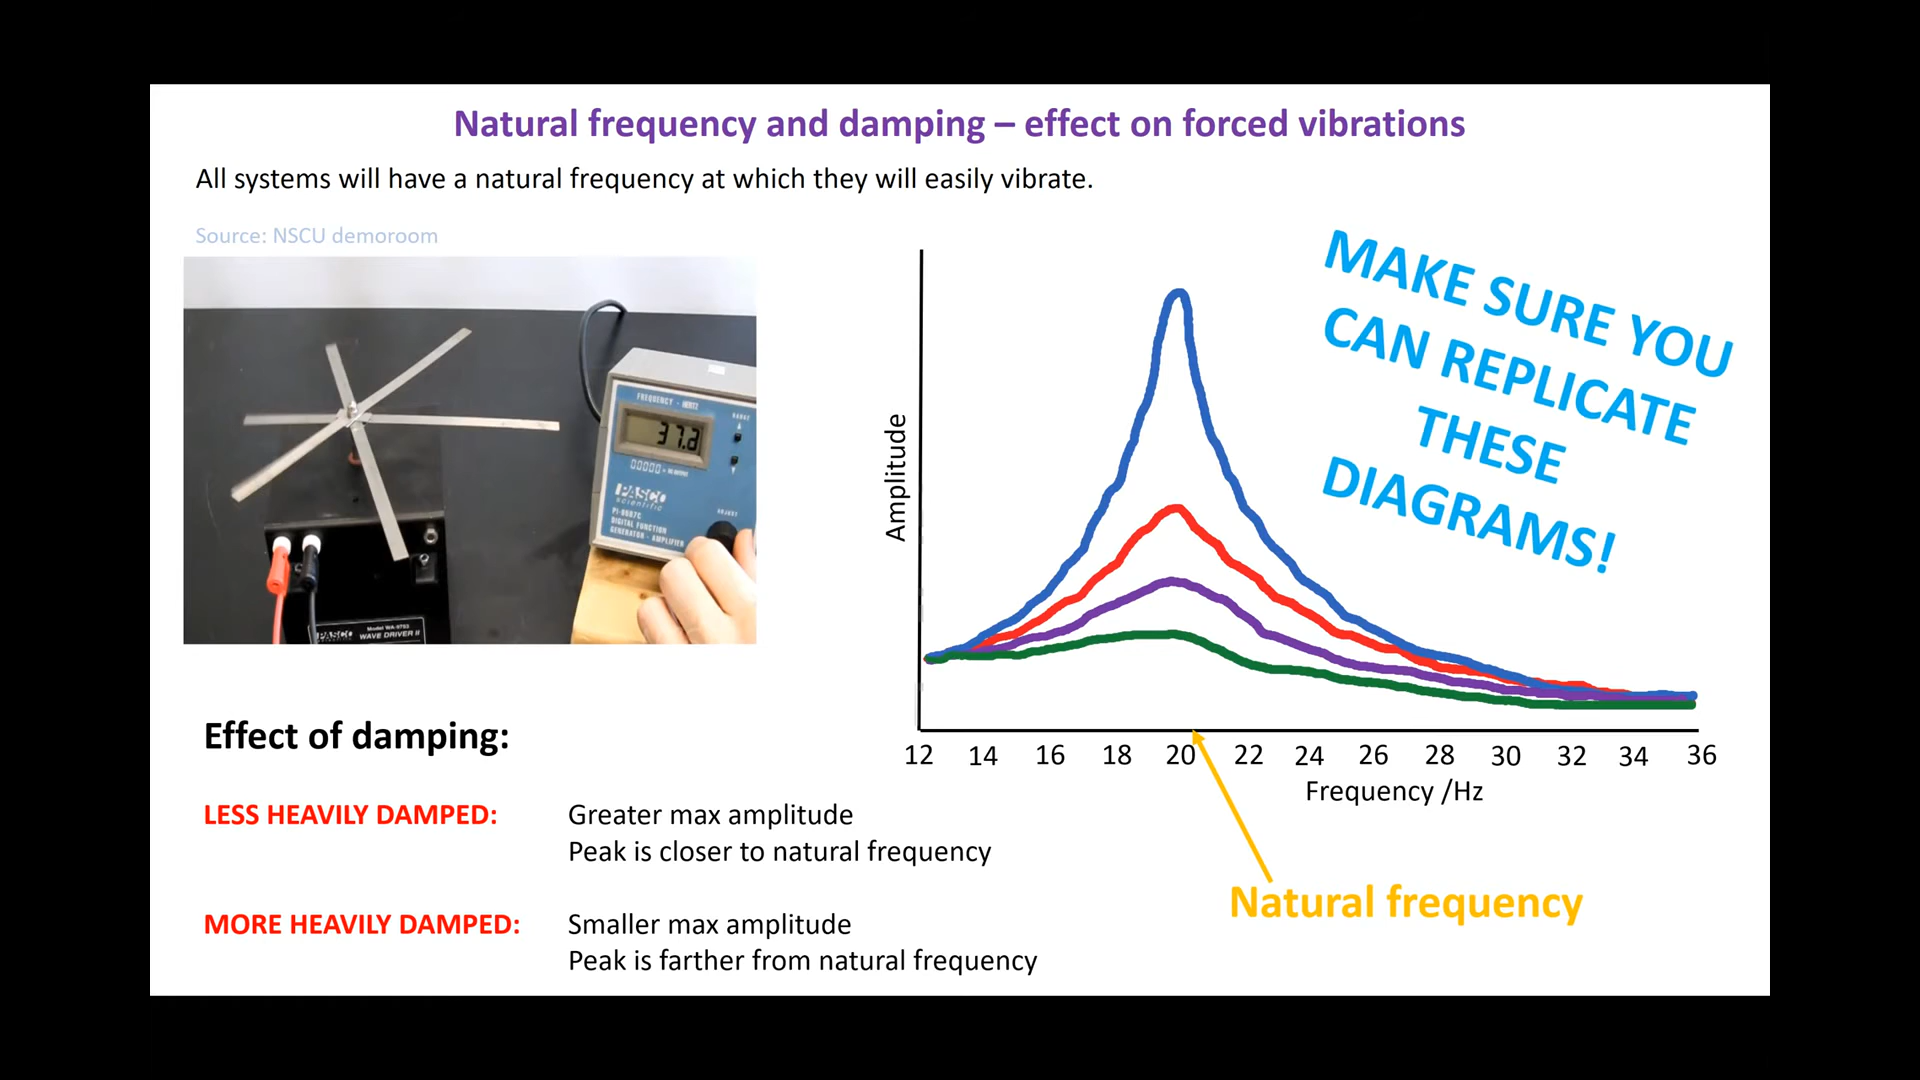 Natural frequency and damping – effect on forced vibrations
All systems will have a natural frequency at which they will easily vibrate.
Source: NSCU demoroom
FREQUENCY - HERTZ
RANGE
37.2
PASCO
scientific
PI-9587C
DIGITAL FUNCTION
GENERATOR - AMPLIFIER
ADJUST
Model WA-9753
PASCO WAVE DRIVER II
MAKE SURE YOU
CAN REPLICATE
THESE
DIAGRAMS!
Amplitude
12 14 16 18 20 22 24 26 28 30 32 34 36
Frequency /Hz
Natural frequency
Effect of damping:
LESS HEAVILY DAMPED: Greater max amplitude
Peak is closer to natural frequency
MORE HEAVILY DAMPED: Smaller max amplitude
Peak is farther from natural frequency